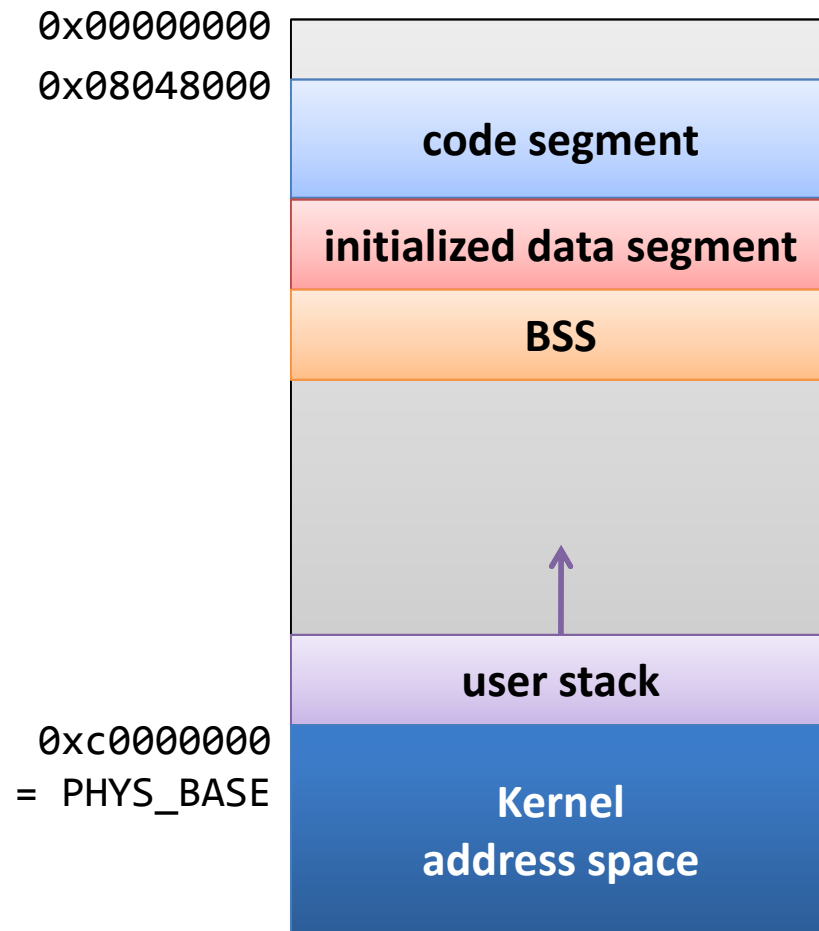 0x00000000
0x08048000
code segment
initialized data segment
BSS
user stack
0xc0000000
= PHYS_BASE
Kernel
address space